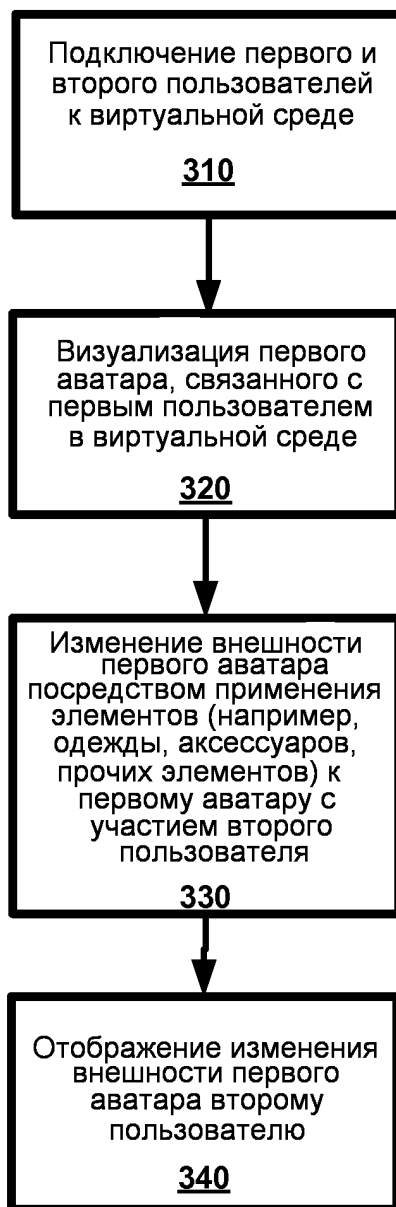 Подключение первого и
второго пользователей
к виртуальной среде
310
Визуализация первого
аватара, связанного с
первым пользователем
в виртуальной среде
320
Изменение внешности
первого аватара
посредством применения
элементов (например,
одежды, аксессуаров,
прочих элементов) к
первому аватару с
участием второго
пользователя
330
Отображение изменения
внешности первого
аватара второму
пользователю
340